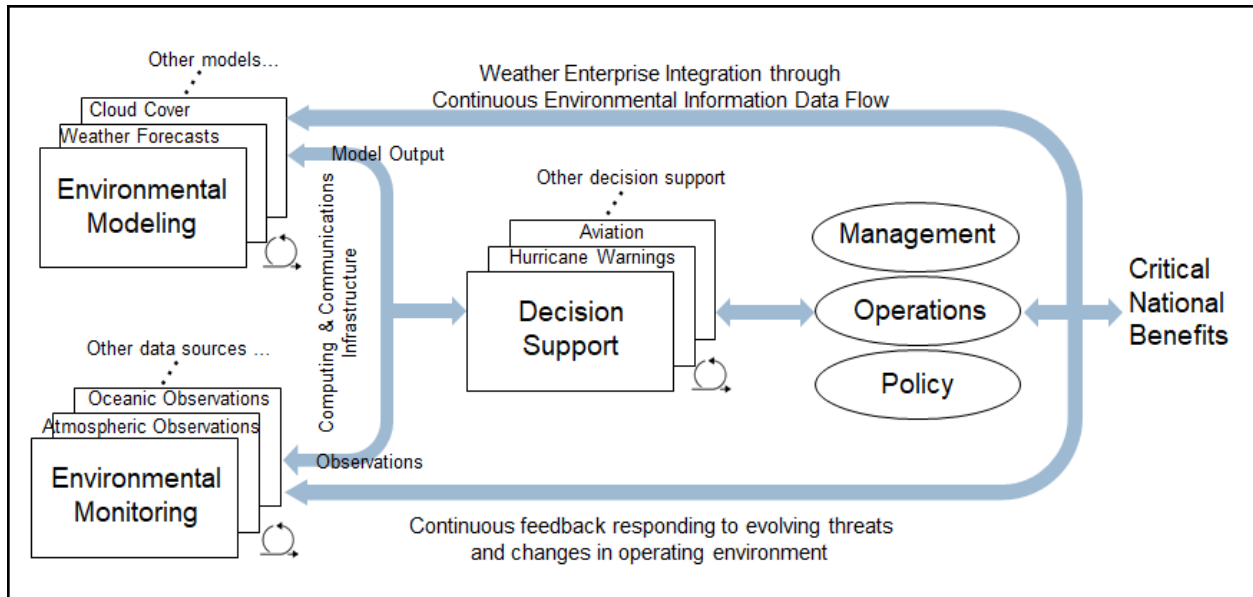 Other models...
Cloud Cover
Weather Forecasts
Environmental
Modeling
Weather Enterprise Integration through
Continuous Environmental Information Data Flow
Model Output
Computing & Communications
Infrastructure
Other decision support
Aviation
Hurricane Warnings
Decision
Support
Management
Operations
Policy
Critical
National
Benefits
Other data sources ...
Oceanic Observations
Atmospheric Observations
Environmental
Monitoring
Observations
Continuous feedback responding to evolving threats
and changes in operating environment